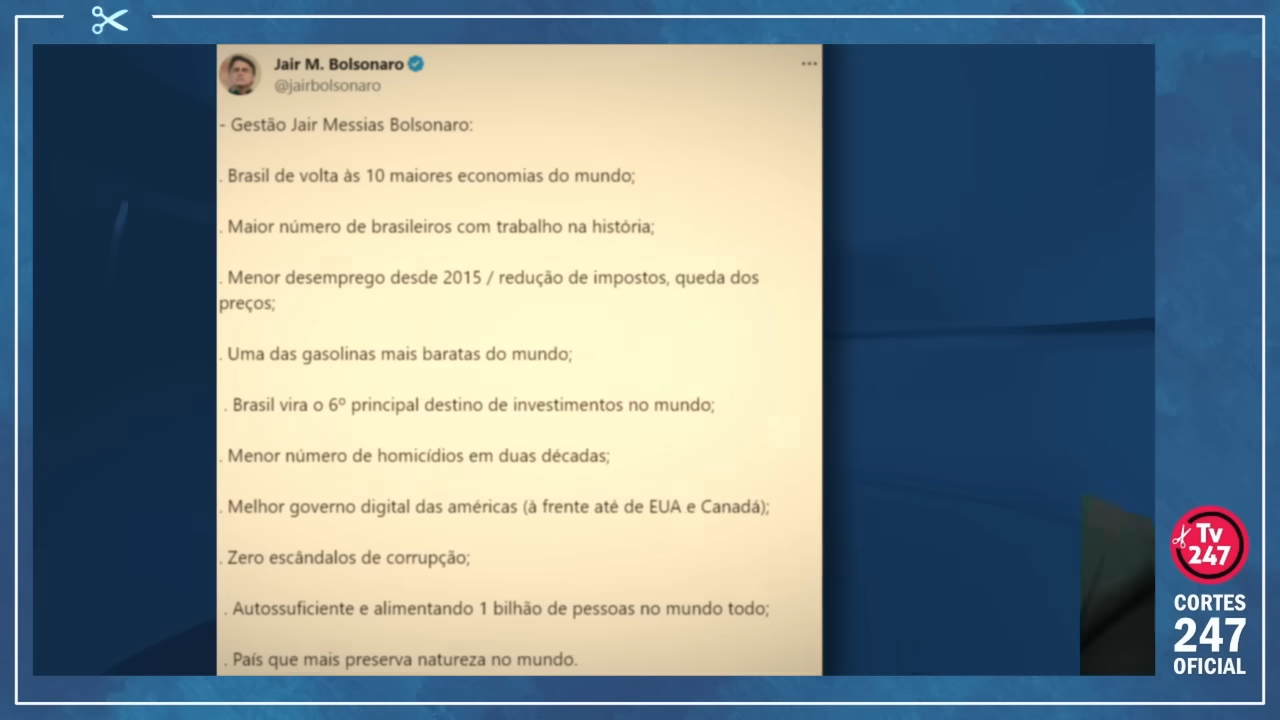 Jair M. Bolsonaro
@jairbolsonaro
- Gestão Jair Messias Bolsonaro:
. Brasil de volta às 10 maiores economias do mundo;
. Maior número de brasileiros com trabalho na história;
. Menor desemprego desde 2015 / redução de impostos, queda dos
preços;
. Uma das gasolinas mais baratas do mundo;
. Brasil vira o 6º principal destino de investimentos no mundo;
. Menor número de homicídios em duas décadas;
. Melhor governo digital das américas (à frente até de EUA e Canadá);
. Zero escândalos de corrupção;
. Autossuficiente e alimentando 1 bilhão de pessoas no mundo todo;
. País que mais preserva natureza no mundo.
Tv
247
CORTES
247
OFICIAL